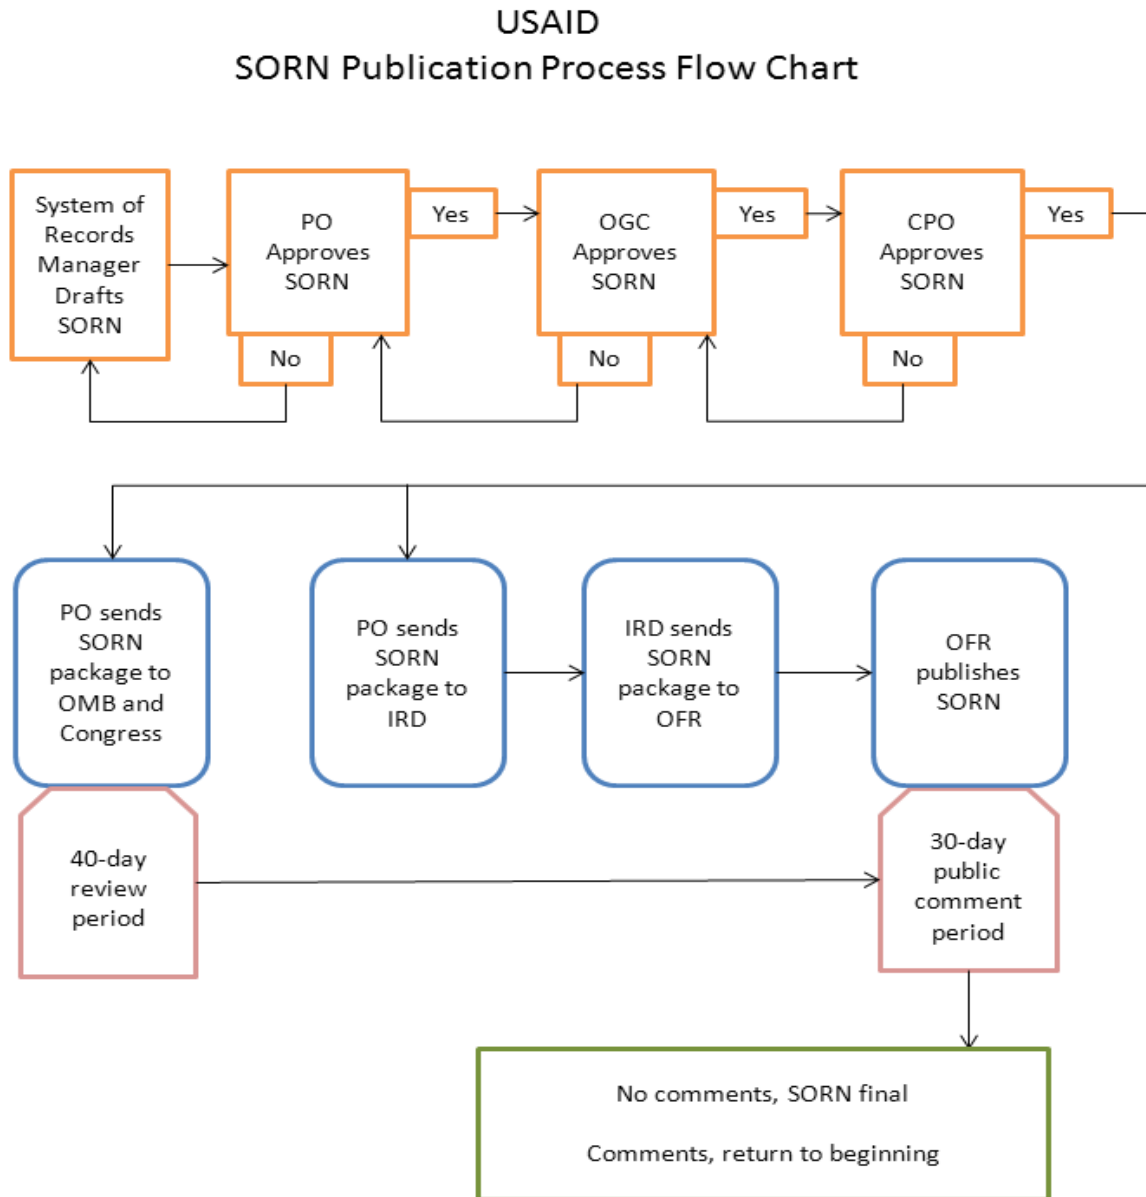 USAID
SORN Publication Process Flow Chart
System of
Records
Manager
Drafts
SORN
PO
Approves
SORN
Yes
No
OGC
Approves
SORN
Yes
No
CPO
Approves
SORN
Yes
No
PO sends
SORN
package to
OMB and
Congress
PO sends
SORN
package to
IRD
IRD sends
SORN
package to
OFR
OFR
publishes
SORN
40-day
review
period
30-day
public
comment
period
No comments, SORN final
Comments, return to beginning